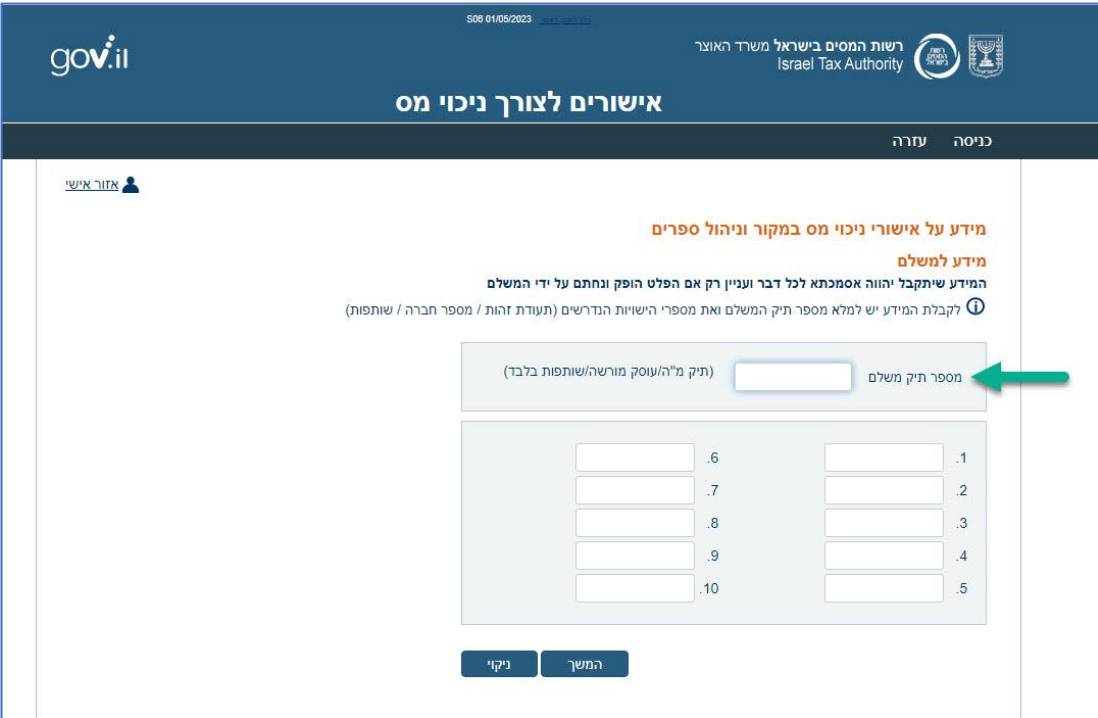 S06 01/05/2023
gov.il
רשות המסים בישראל משרד האוצר
Israel Tax Authority
אישורים לצורך ניכוי מס
כניסה עזרה
אזור אישי
מידע על אישורי ניכוי מס במקור וניהול ספרים
מידע למשלם
המידע שיתקבל יהווה אסמכתא לכל דבר ועניין רק אם הפלט הופק ונחתם על ידי המשלם
לקבלת המידע יש למלא מספר תיק המשלם ואת מספרי הישויות הנדרשים (תעודת זהות / מספר חברה / שותפות)
מספר תיק משלם (תיק מ"ה/עוסק מורשה/שותפות בלבד)
1. 6.
2. 7.
3. 8.
4. 9.
5. 10.
המשך ניקוי